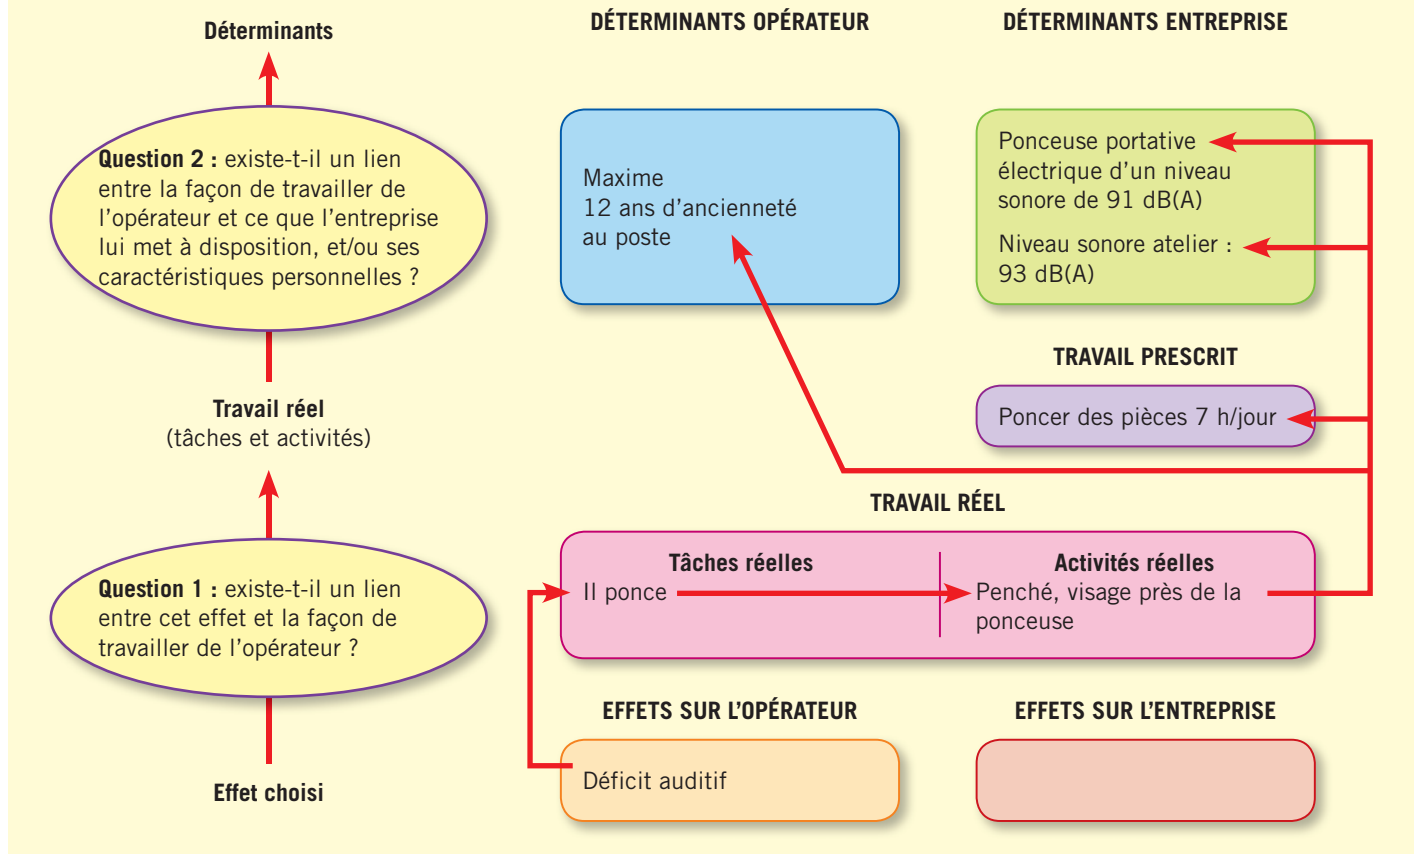 Déterminants
Question 2 : existe-t-il un lien
entre la façon de travailler de
l'opérateur et ce que l'entreprise
lui met à disposition, et/ou ses
caractéristiques personnelles ?
Travail réel
(tâches et activités)
Question 1 : existe-t-il un lien
entre cet effet et la façon de
travailler de l'opérateur ?
Effet choisi
DÉTERMINANTS OPÉRATEUR
Maxime
12 ans d'ancienneté
au poste
DÉTERMINANTS ENTREPRISE
Ponceuse portative
électrique d'un niveau
sonore de 91 dB(A)
Niveau sonore atelier :
93 dB(A)
TRAVAIL PRESCRIT
Poncer des pièces 7 h/jour
TRAVAIL RÉEL
Tâches réelles
Il ponce
Activités réelles
Penché, visage près de la
ponceuse
EFFETS SUR L'OPÉRATEUR
Déficit auditif
EFFETS SUR L'ENTREPRISE